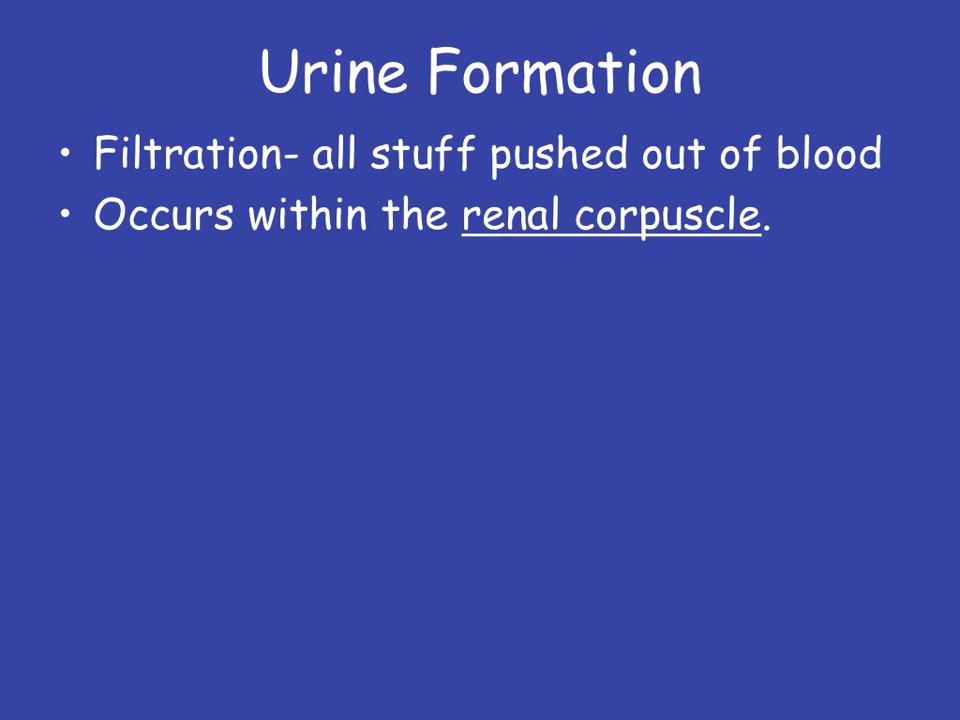 Urine Formation
• Filtration- all stuff pushed out of blood
• Occurs within the renal corpuscle.